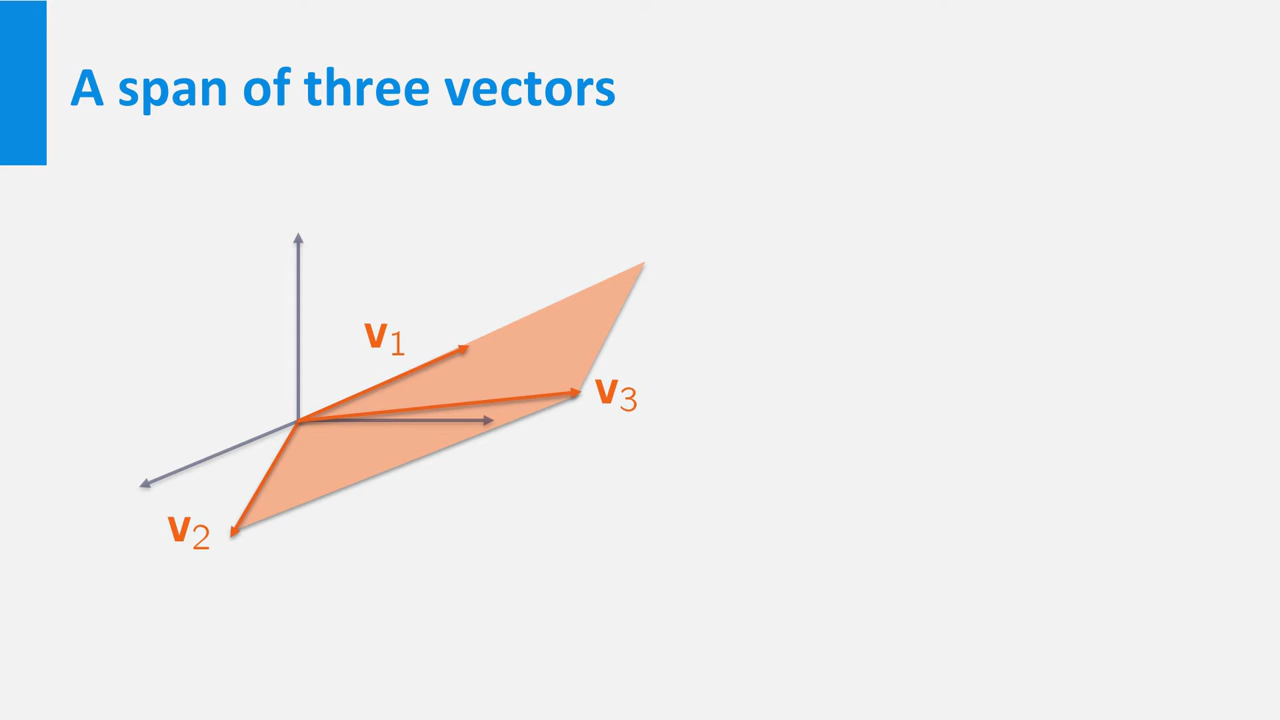 A span of three vectors
v₁
v₃
v₂